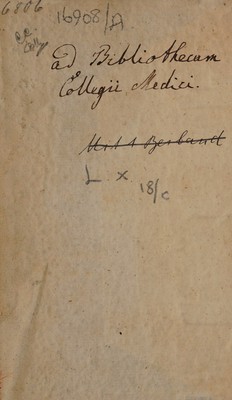 6806
16908/A
ad Bibliothecam
Collegii Medici.
L. x
18/c